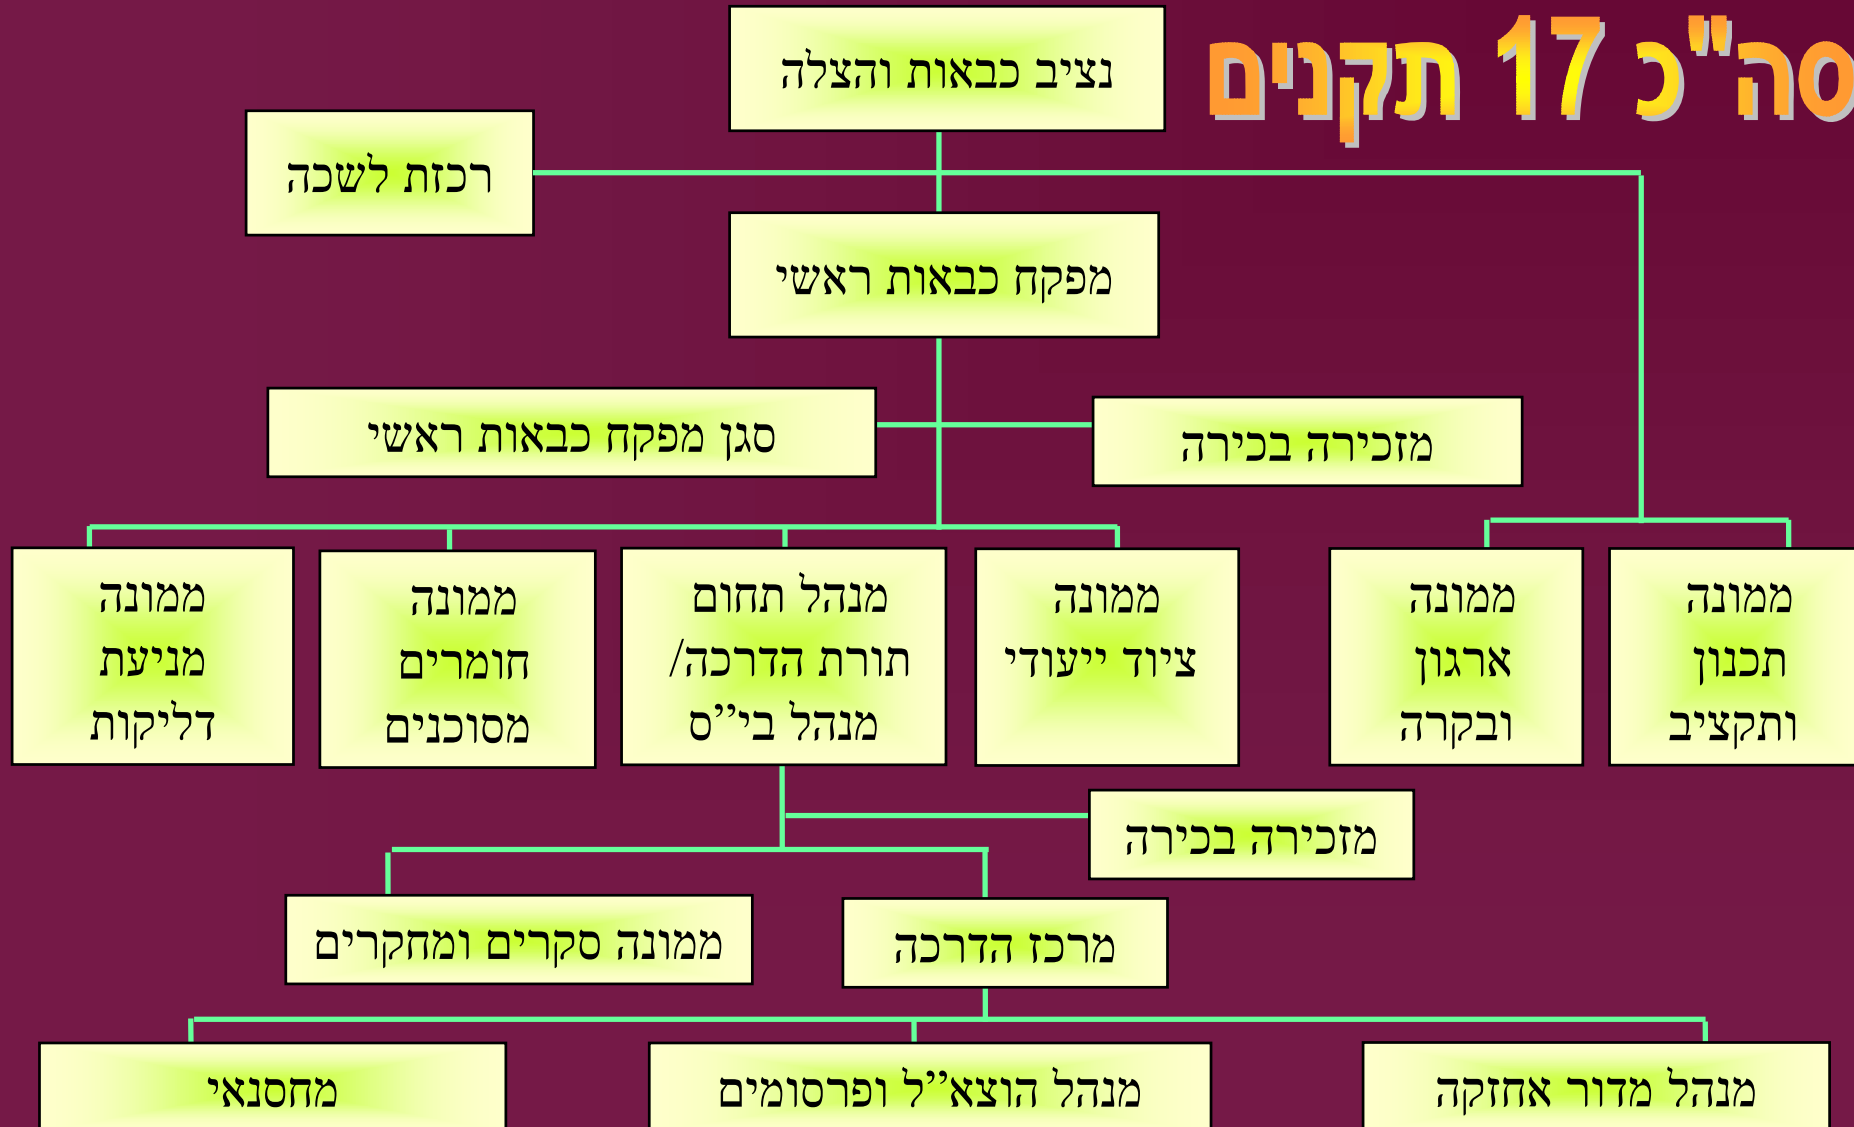 סה"כ 17 תקנים
נציב כבאות והצלה
רכזת לשכה
מפקח כבאות ראשי
מזכירה בכירה
סגן מפקח כבאות ראשי
ממונה
תכנון
ותקציב
ממונה
ארגון
ובקרה
ממונה
ציוד ייעודי
מנהל תחום
תורת הדרכה/
מנהל בי’’ס
ממונה
חומרים
מסוכנים
ממונה
מניעת
דליקות
מזכירה בכירה
מרכז הדרכה
ממונה סקרים ומחקרים
מנהל מדור אחזקה
מנהל הוצא’’ל ופרסומים
מחסנאי